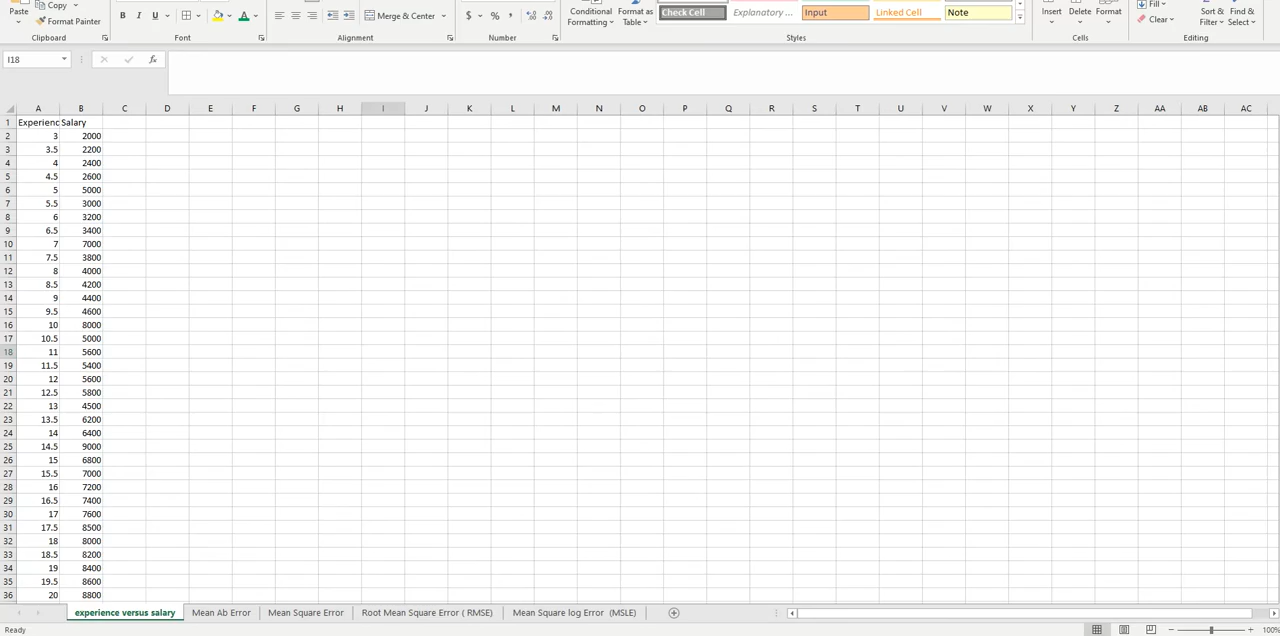 Copy
Paste
Format Painter
Clipboard
B I U
Font
Merge & Center
Alignment
$ % ,
Number
Conditional Formatting
Format as Table
Check Cell
Explanatory ...
Input
Linked Cell
Note
Styles
Insert Delete Format
Cells
Fill
Clear
Sort & Filter
Find & Select
Editing
I18
fx
A B C D E F G H I J K L M N O P Q R S T U V W X Y Z AA AB AC
1 Experienc Salary
2 3 2000
3 3.5 2200
4 4 2400
5 4.5 2600
6 5 5000
7 5.5 3000
8 6 3200
9 6.5 3400
10 7 7000
11 7.5 3800
12 8 4000
13 8.5 4200
14 9 4400
15 9.5 4600
16 10 8000
17 10.5 5000
18 11 5600
19 11.5 5400
20 12 5600
21 12.5 5800
22 13 4500
23 13.5 6200
24 14 6400
25 14.5 9000
26 15 6800
27 15.5 7000
28 16 7200
29 16.5 7400
30 17 7600
31 17.5 8500
32 18 8000
33 18.5 8200
34 19 8400
35 19.5 8600
36 20 8800
experience versus salary Mean Ab Error Mean Square Error Root Mean Square Error ( RMSE) Mean Square log Error (MSLE)
Ready
100%